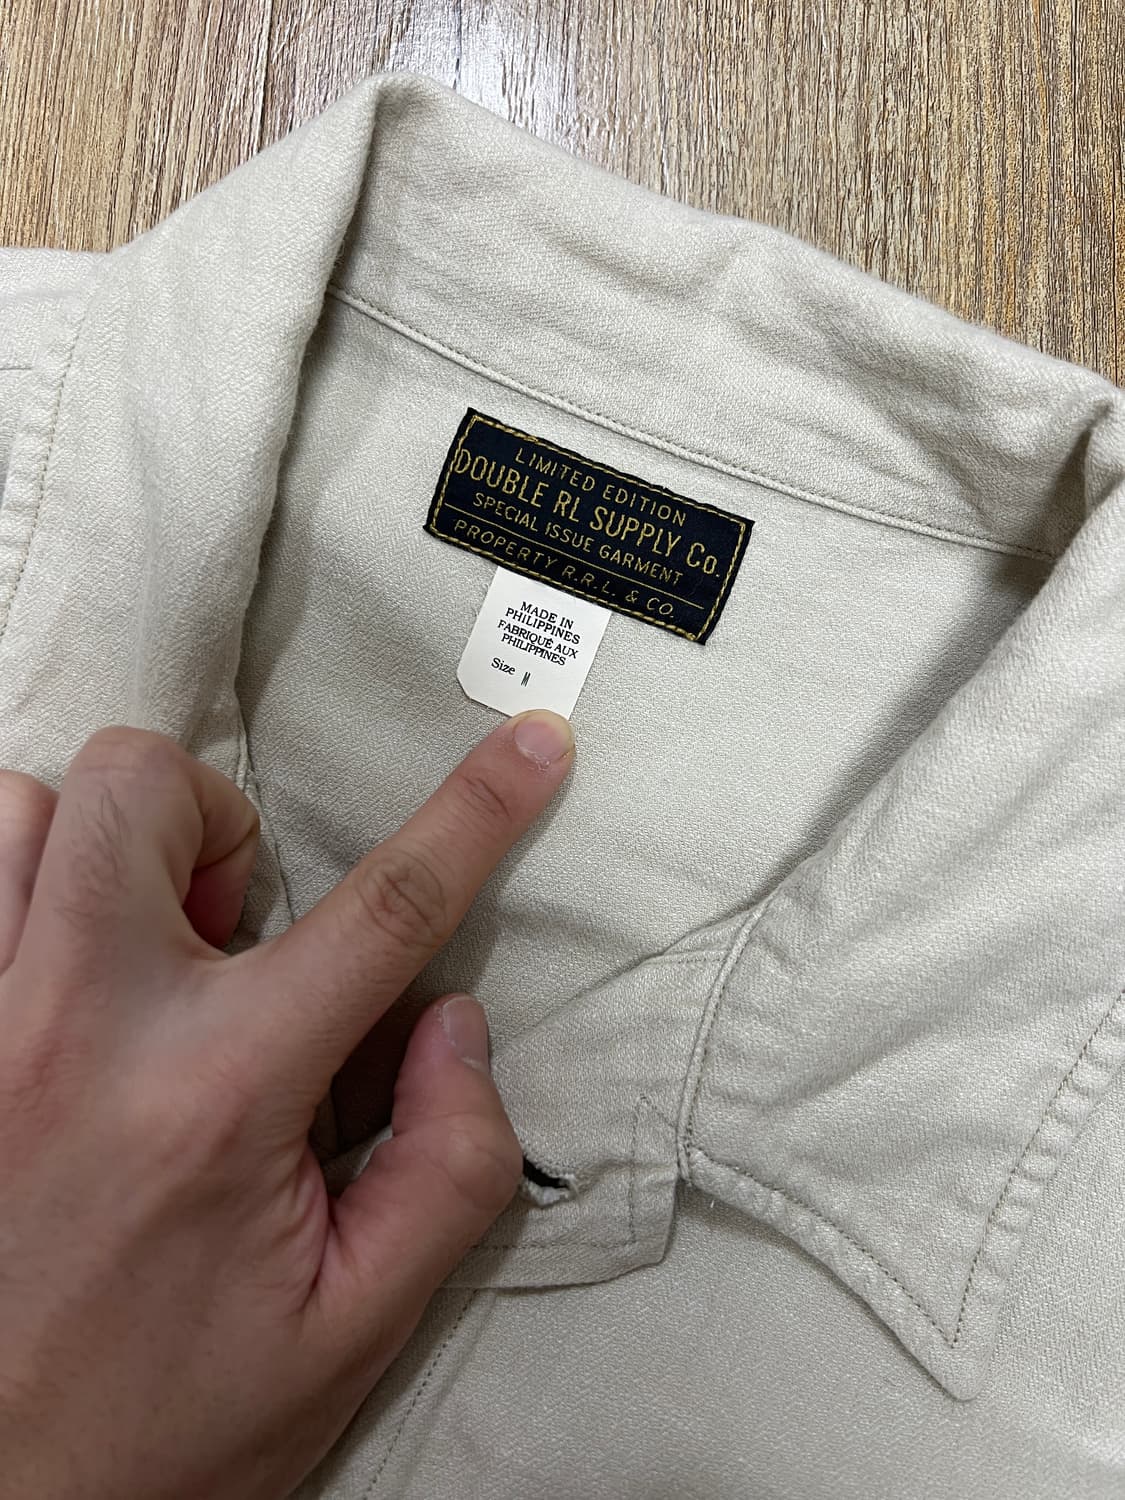 LIMITED EDITION
DOUBLE RL SUPPLY Co.
SPECIAL ISSUE GARMENT
PROPERTY R.R.L. & CO.
MADE IN
PHILIPPINES
FABRIQUÉ AUX
PHILIPPINES
Size M